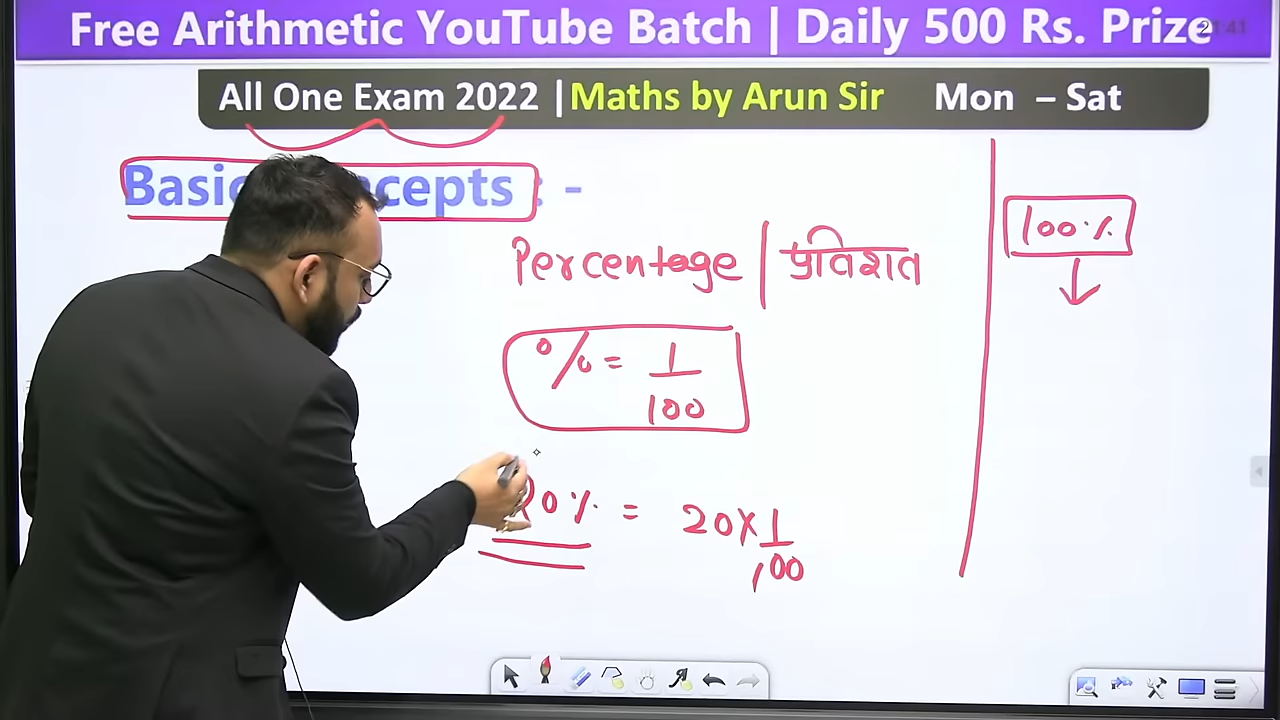 Free Arithmetic YouTube Batch | Daily 500 Rs. Prize
All One Exam 2022 | Maths by Arun Sir Mon – Sat
: -
Percentage | प्रतिशत
100%
% = 1/100
20% = 20 × 1/100